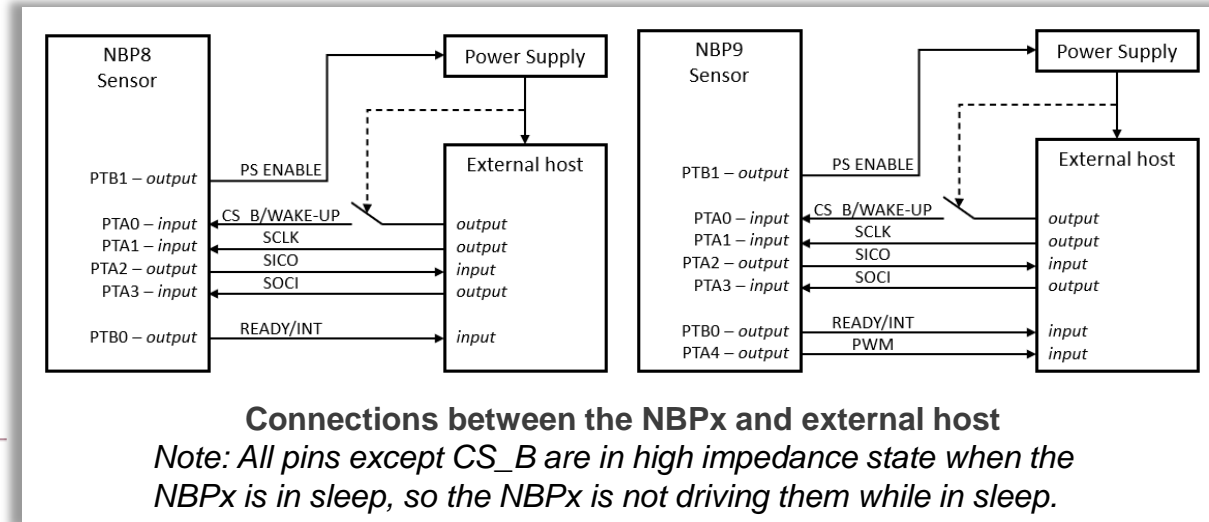 NBP8
Sensor
Power Supply
External host
PTB1 – output
PS ENABLE
PTA0 – input
CS_B/WAKE-UP
output
PTA1 – input
SCLK
output
PTA2 – output
SICO
input
PTA3 – input
SOCI
output
PTB0 – output
READY/INT
input
NBP9
Sensor
Power Supply
External host
PTB1 – output
PS ENABLE
PTA0 – input
CS_B/WAKE-UP
output
PTA1 – input
SCLK
output
PTA2 – output
SICO
input
PTA3 – input
SOCI
output
PTB0 – output
READY/INT
input
PTA4 – output
PWM
input
Connections between the NBPx and external host
Note: All pins except CS_B are in high impedance state when the
NBPx is in sleep, so the NBPx is not driving them while in sleep.